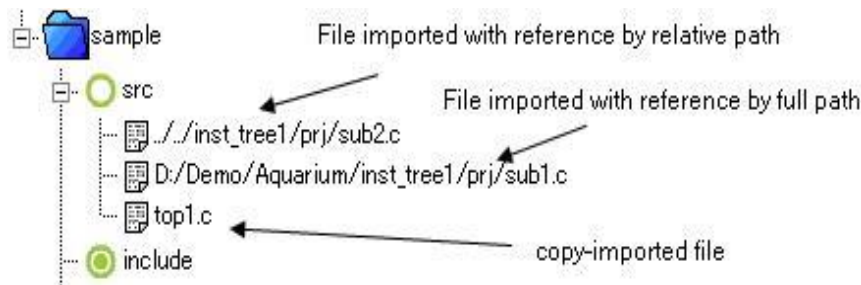 sample
File imported with reference by relative path
src
File imported with reference by full path
../../inst_tree1/prj/sub2.c
D:/Demo/Aquarium/inst_tree1/prj/sub1.c
top1.c
copy-imported file
include